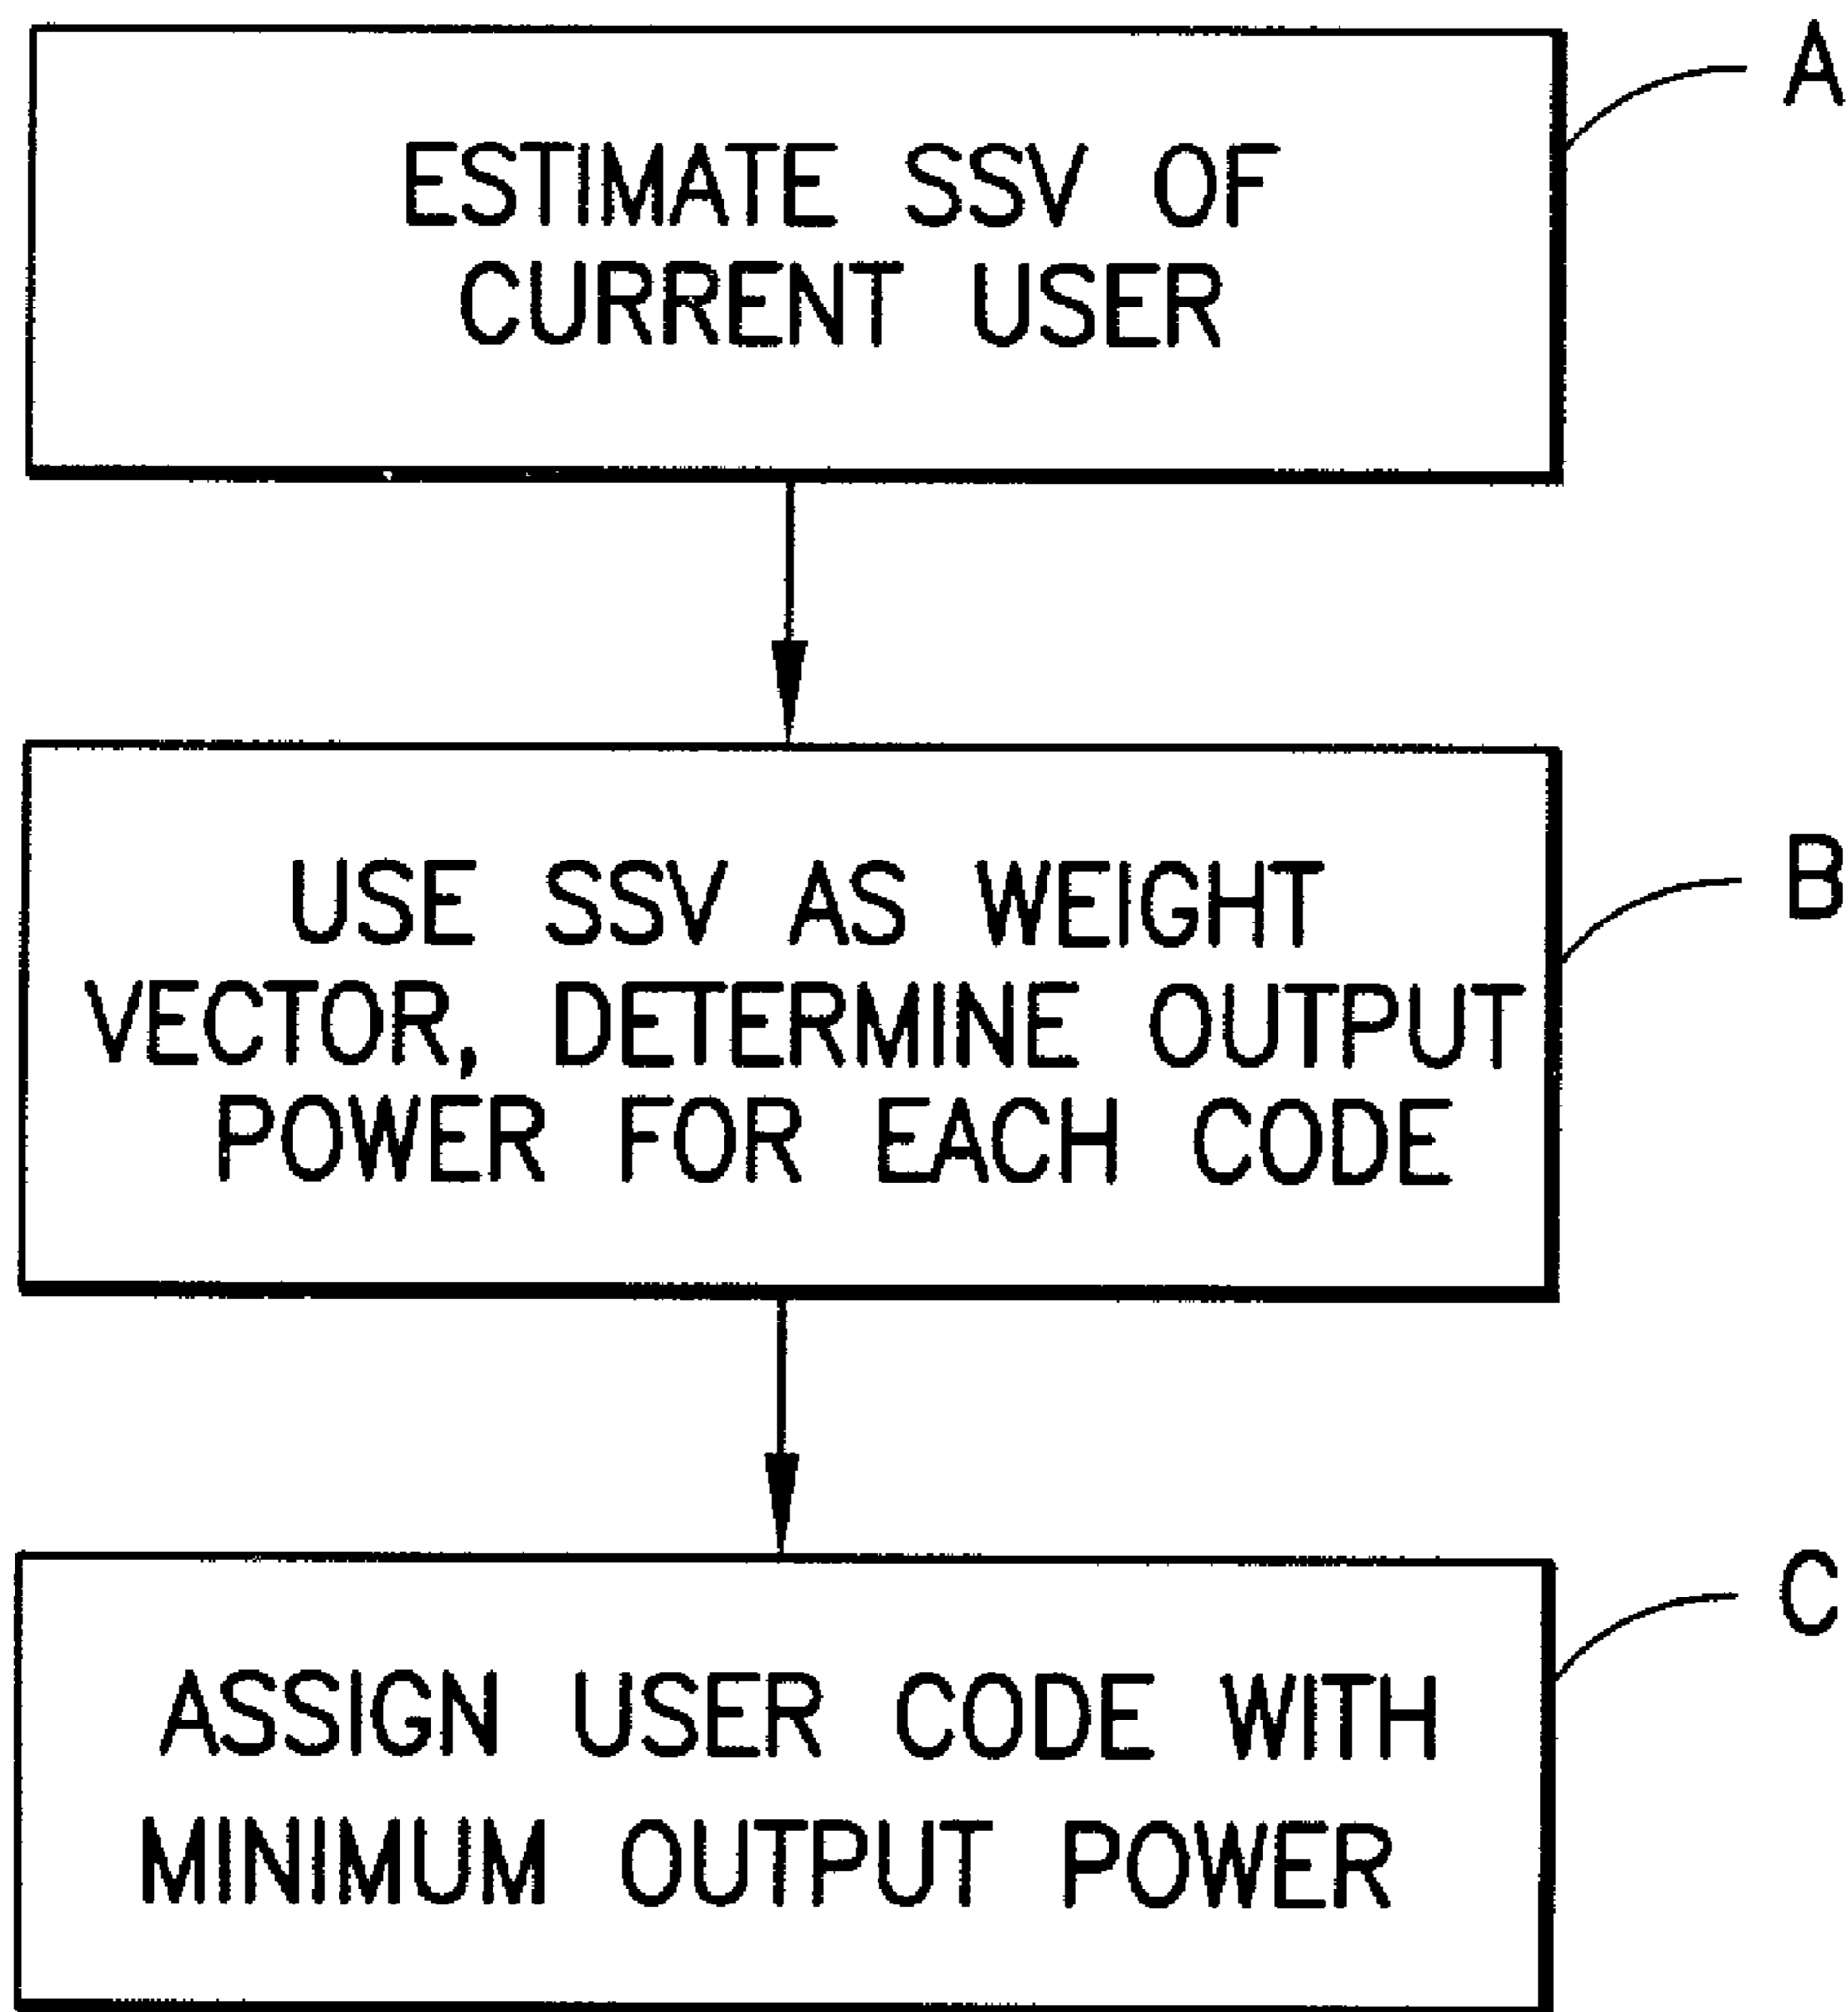 A
ESTIMATE SSV OF
CURRENT USER
B
USE SSV AS WEIGHT
VECTOR, DETERMINE OUTPUT
POWER FOR EACH CODE
C
ASSIGN USER CODE WITH
MINIMUM OUTPUT POWER